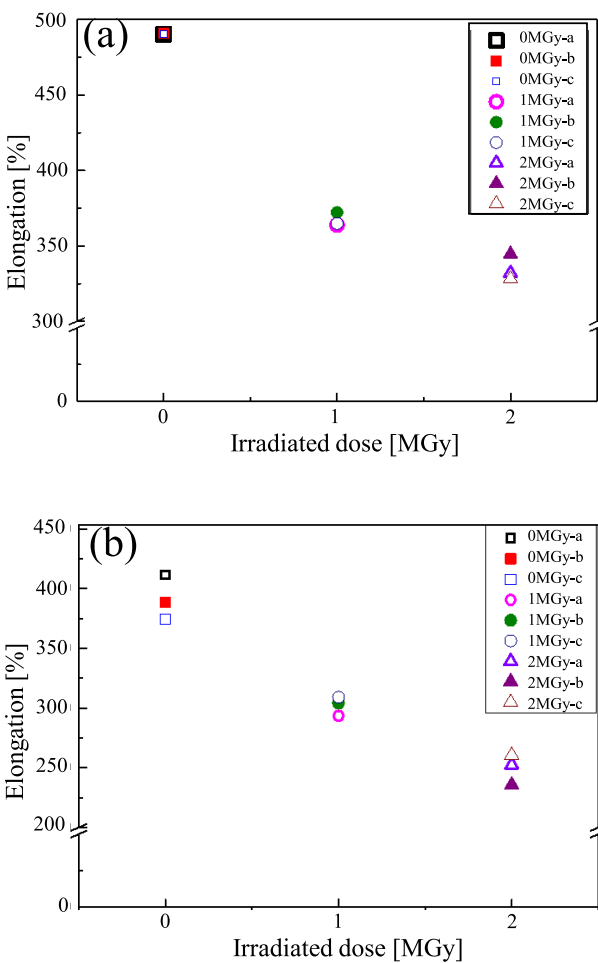 (a)
500
450
400
350
300
0
Elongation [%]
0MGy-a
0MGy-b
0MGy-c
1MGy-a
1MGy-b
1MGy-c
2MGy-a
2MGy-b
2MGy-c
0 1 2
Irradiated dose [MGy]
(b)
450
400
350
300
250
200
0
Elongation [%]
0MGy-a
0MGy-b
0MGy-c
1MGy-a
1MGy-b
1MGy-c
2MGy-a
2MGy-b
2MGy-c
0 1 2
Irradiated dose [MGy]